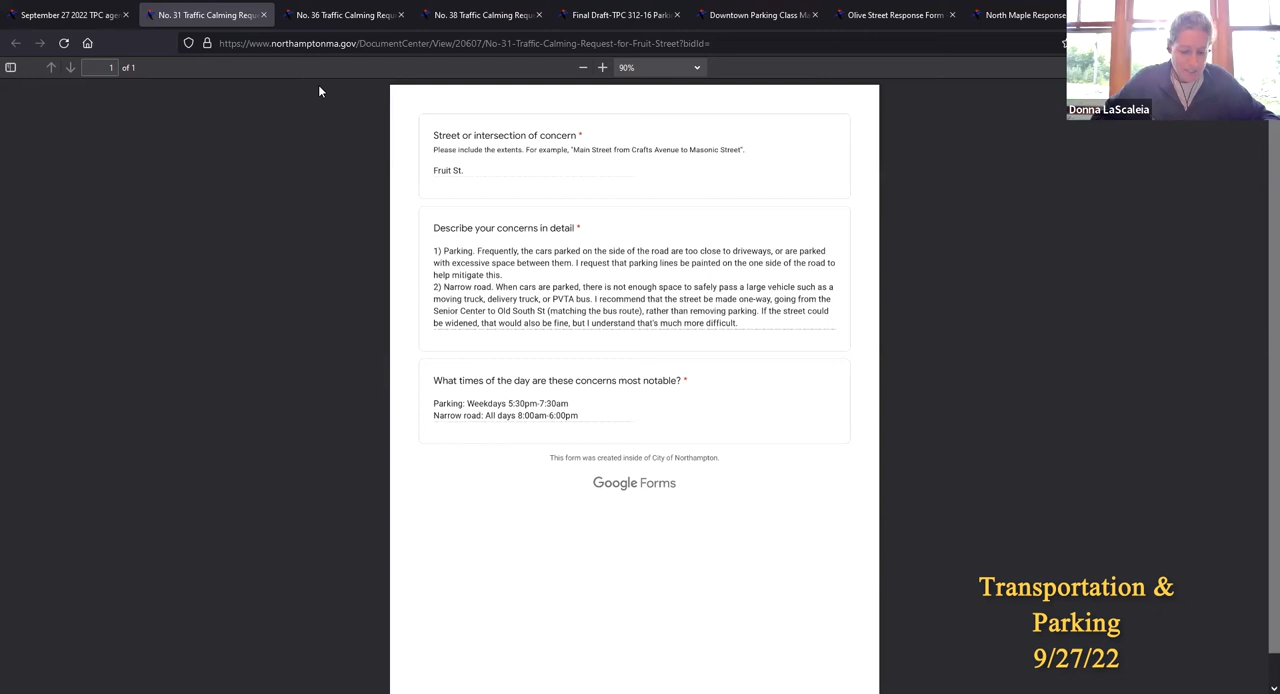 September 27 2022 TPC age
No. 31 Traffic Calming Requ
No. 36 Traffic Calming Requ
No. 38 Traffic Calming Requ
Final Draft-TPC 312-16 Parki
Downtown Parking Class Ma
Olive Street Response Form
North Maple Response
https://www.northamptonma.gov/DocumentCenter/View/20607/No-31-Traffic-Calming-Request-for-Fruit-Street?bidId=
1 of 1
90%
Donna LaScaleia
Street or intersection of concern *
Please include the extents. For example, "Main Street from Crafts Avenue to Masonic Street".
Fruit St.
Describe your concerns in detail *
1) Parking. Frequently, the cars parked on the side of the road are too close to driveways, or are parked
with excessive space between them. I request that parking lines be painted on the one side of the road to
help mitigate this.
2) Narrow road. When cars are parked, there is not enough space to safely pass a large vehicle such as a
moving truck, delivery truck, or PVTA bus. I recommend that the street be made one-way, going from the
Senior Center to Old South St (matching the bus route), rather than removing parking. If the street could
be widened, that would also be fine, but I understand that's much more difficult.
What times of the day are these concerns most notable? *
Parking: Weekdays 5:30pm-7:30am
Narrow road: All days 8:00am-6:00pm
This form was created inside of City of Northampton.
Google Forms
Transportation &
Parking
9/27/22